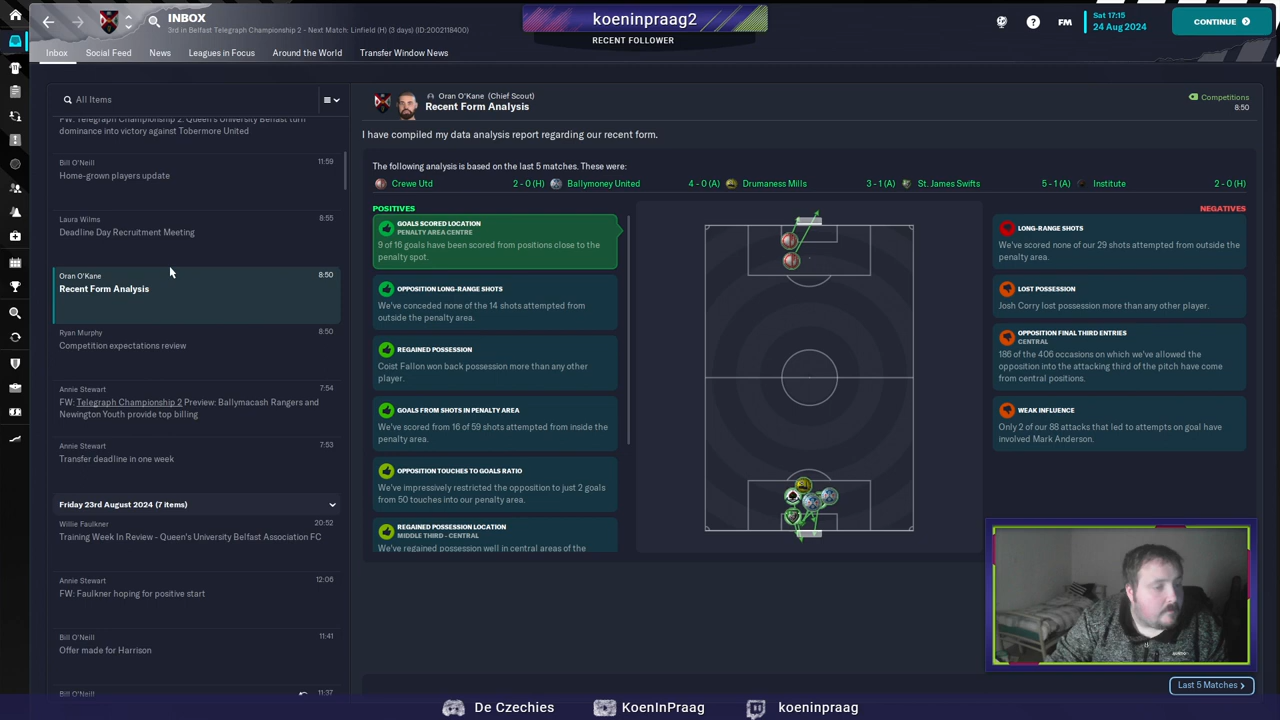 koeninpraag2
RECENT FOLLOWER
INBOX
3rd in Belfast Telegraph Championship 2 - Next Match: Linfield (H) (3 days) (ID:2002118400)
FM
Sat 17:15
24 Aug 2024
CONTINUE
Inbox
Social Feed
News
Leagues in Focus
Around the World
Transfer Window News
All Items
FW: Telegraph Championship 2: Queen's University Belfast turn
dominance into victory against Tobermore United
Bill O'Neill 11:59
Home-grown players update
Laura Wilms 8:55
Deadline Day Recruitment Meeting
Oran O'Kane 8:50
Recent Form Analysis
Ryan Murphy 8:50
Competition expectations review
Annie Stewart 7:54
FW: Telegraph Championship 2 Preview: Ballymacash Rangers and
Newington Youth provide top billing
Annie Stewart 7:53
Transfer deadline in one week
Friday 23rd August 2024 (7 items)
Willie Faulkner 20:52
Training Week In Review - Queen's University Belfast Association FC
Annie Stewart 12:06
FW: Faulkner hoping for positive start
Bill O'Neill 11:41
Offer made for Harrison
Bill O'Neill 11:37
Oran O'Kane (Chief Scout)
Recent Form Analysis
Competitions
8:50
I have compiled my data analysis report regarding our recent form.
The following analysis is based on the last 5 matches. These were:
Crewe Utd 2 - 0 (H) Ballymoney United 4 - 0 (A) Drumaness Mills 3 - 1 (A) St. James Swifts 5 - 1 (A) Institute 2 - 0 (H)
POSITIVES
GOALS SCORED LOCATION
PENALTY AREA CENTRE
9 of 16 goals have been scored from positions close to the
penalty spot.
OPPOSITION LONG-RANGE SHOTS
We've conceded none of the 14 shots attempted from
outside the penalty area.
REGAINED POSSESSION
Coist Fallon won back possession more than any other
player.
GOALS FROM SHOTS IN PENALTY AREA
We've scored from 16 of 59 shots attempted from inside the
penalty area.
OPPOSITION TOUCHES TO GOALS RATIO
We've impressively restricted the opposition to just 2 goals
from 50 touches into our penalty area.
REGAINED POSSESSION LOCATION
MIDDLE THIRD - CENTRAL
We've regained possession well in central areas of the
NEGATIVES
LONG-RANGE SHOTS
We've scored none of our 29 shots attempted from outside the
penalty area.
LOST POSSESSION
Josh Corry lost possession more than any other player.
OPPOSITION FINAL THIRD ENTRIES
CENTRAL
186 of the 406 occasions on which we've allowed the
opposition into the attacking third of the pitch have come
from central positions.
WEAK INFLUENCE
Only 2 of our 88 attacks that led to attempts on goal have
involved Mark Anderson.
Last 5 Matches
De Czechies
KoenInPraag
koeninpraag